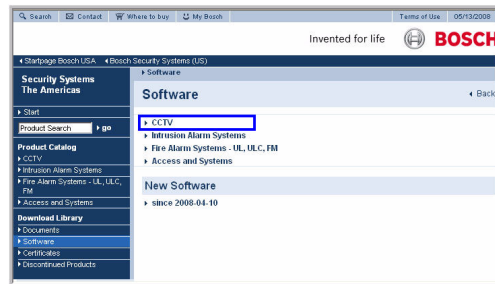 Search Contact Where to buy My Bosch Terms of Use 05/13/2008
Invented for life BOSCH
Startpage Bosch USA Bosch Security Systems (US)
Security Systems
The Americas
Start
Product Search go
Product Catalog
CCTV
Intrusion Alarm Systems
Fire Alarm Systems - UL, ULC,
FM
Access and Systems
Download Library
Documents
Software
Certificates
Discontinued Products
Software
Software
Back
CCTV
Intrusion Alarm Systems
Fire Alarm Systems - UL, ULC, FM
Access and Systems
New Software
since 2008-04-10